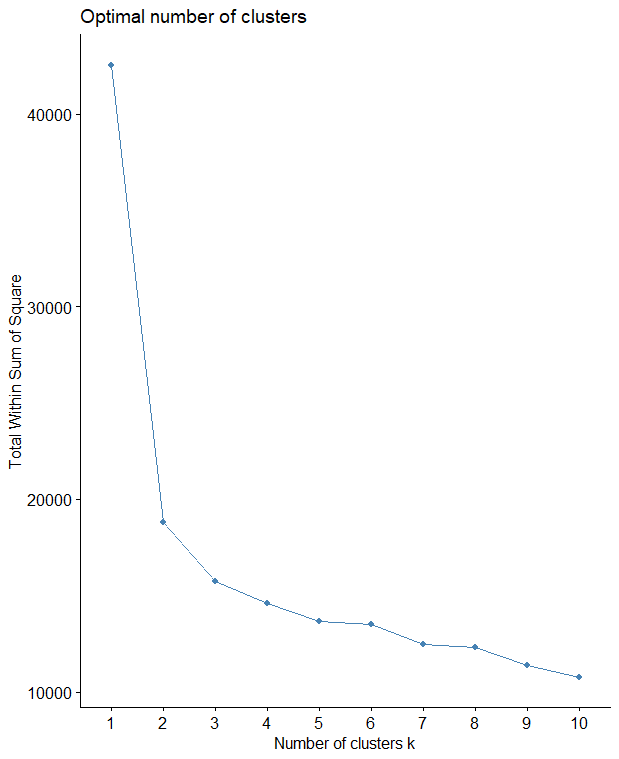 Optimal number of clusters
40000
30000
20000
10000
Total Within Sum of Square
1 2 3 4 5 6 7 8 9 10
Number of clusters k